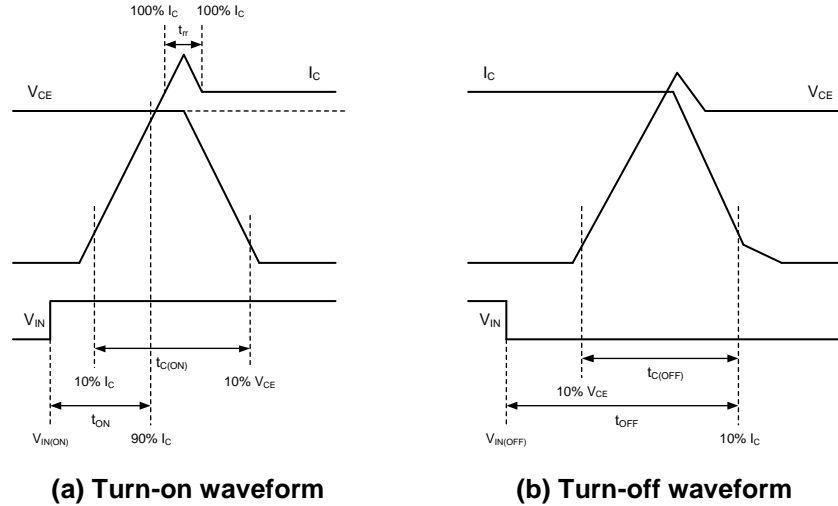 100% IC 100% IC
trr
IC
VCE
VIN
tC(ON)
10% IC 10% VCE
tON
VIN(ON) 90% IC
(a) Turn-on waveform
IC
VCE
VIN
tC(OFF)
10% VCE
tOFF
VIN(OFF) 10% IC
(b) Turn-off waveform